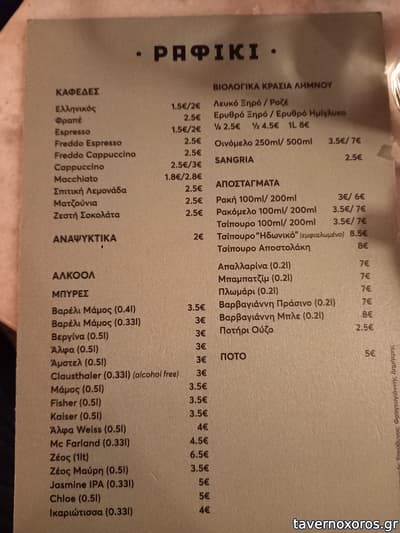 · ΡΑΦΙΚΙ ·
ΚΑΦΕΔΕΣ
Ελληνικός 1.5€/2€
Φραπέ 2.5€
Espresso 1.5€/2€
Freddo Espresso 2.5€
Freddo Cappuccino 2.5€
Cappuccino 2.5€/3€
Macchiato 1.8€/2.8€
Σπιτική Λεμονάδα 2.5€
Ματζούνια 2.5€
Ζεστή Σοκολάτα 2.5€
ΑΝΑΨΥΚΤΙΚΑ 2€
ΑΛΚΟΟΛ
ΜΠΥΡΕΣ
Βαρέλι Μάμος (0.4l) 3.5€
Βαρέλι Μάμος (0.33l) 3€
Βεργίνα (0.5l) 3€
Άλφα (0.5l) 3€
Άμστελ (0.5l) 3€
Clausthaler (0.33l) (alcohol free) 3€
Μάμος (0.5l) 3.5€
Fisher (0.5l) 3.5€
Kaiser (0.5l) 3.5€
Άλφα Weiss (0.5l) 4€
Mc Farland (0.33l) 4.5€
Ζέος (1lt) 6.5€
Ζέος Μαύρη (0.5l) 3.5€
Jasmine IPA (0.33l) 5€
Chloe (0.5l) 5€
Ικαριώτισσα (0.33l) 4€
ΒΙΟΛΟΓΙΚΑ ΚΡΑΣΙΑ ΛΗΜΝΟΥ
Λευκό Ξηρό / Ροζέ
Ερυθρό Ξηρό / Ερυθρό Ημίγλυκο
¼ 2.5€ ½ 4.5€ 1L 8€
Οινόμελο 250ml/ 500ml 3.5€/ 7€
SANGRIA 2.5€
ΑΠΟΣΤΑΓΜΑΤΑ
Ρακή 100ml/ 200ml 3€/ 6€
Ρακόμελο 100ml/ 200ml 3.5€/ 7€
Τσίπουρο 100ml/ 200ml 3.5€/ 7€
Τσίπουρο "Ηδωνικό" (εμφιαλωμένο) 8.5€
Τσίπουρο Αποστολάκη 8€
Απαλλαρίνα (0.2l) 7€
Μπαμπατζίμ (0.2l) 7€
Πλωμάρι (0.2l) 7€
Βαρβαγιάννη Πράσινο (0.2l) 7€
Βαρβαγιάννη Μπλε (0.2l) 8€
Ποτήρι Ούζο 2.5€
ΠΟΤΟ 5€
tavernoxoros.gr